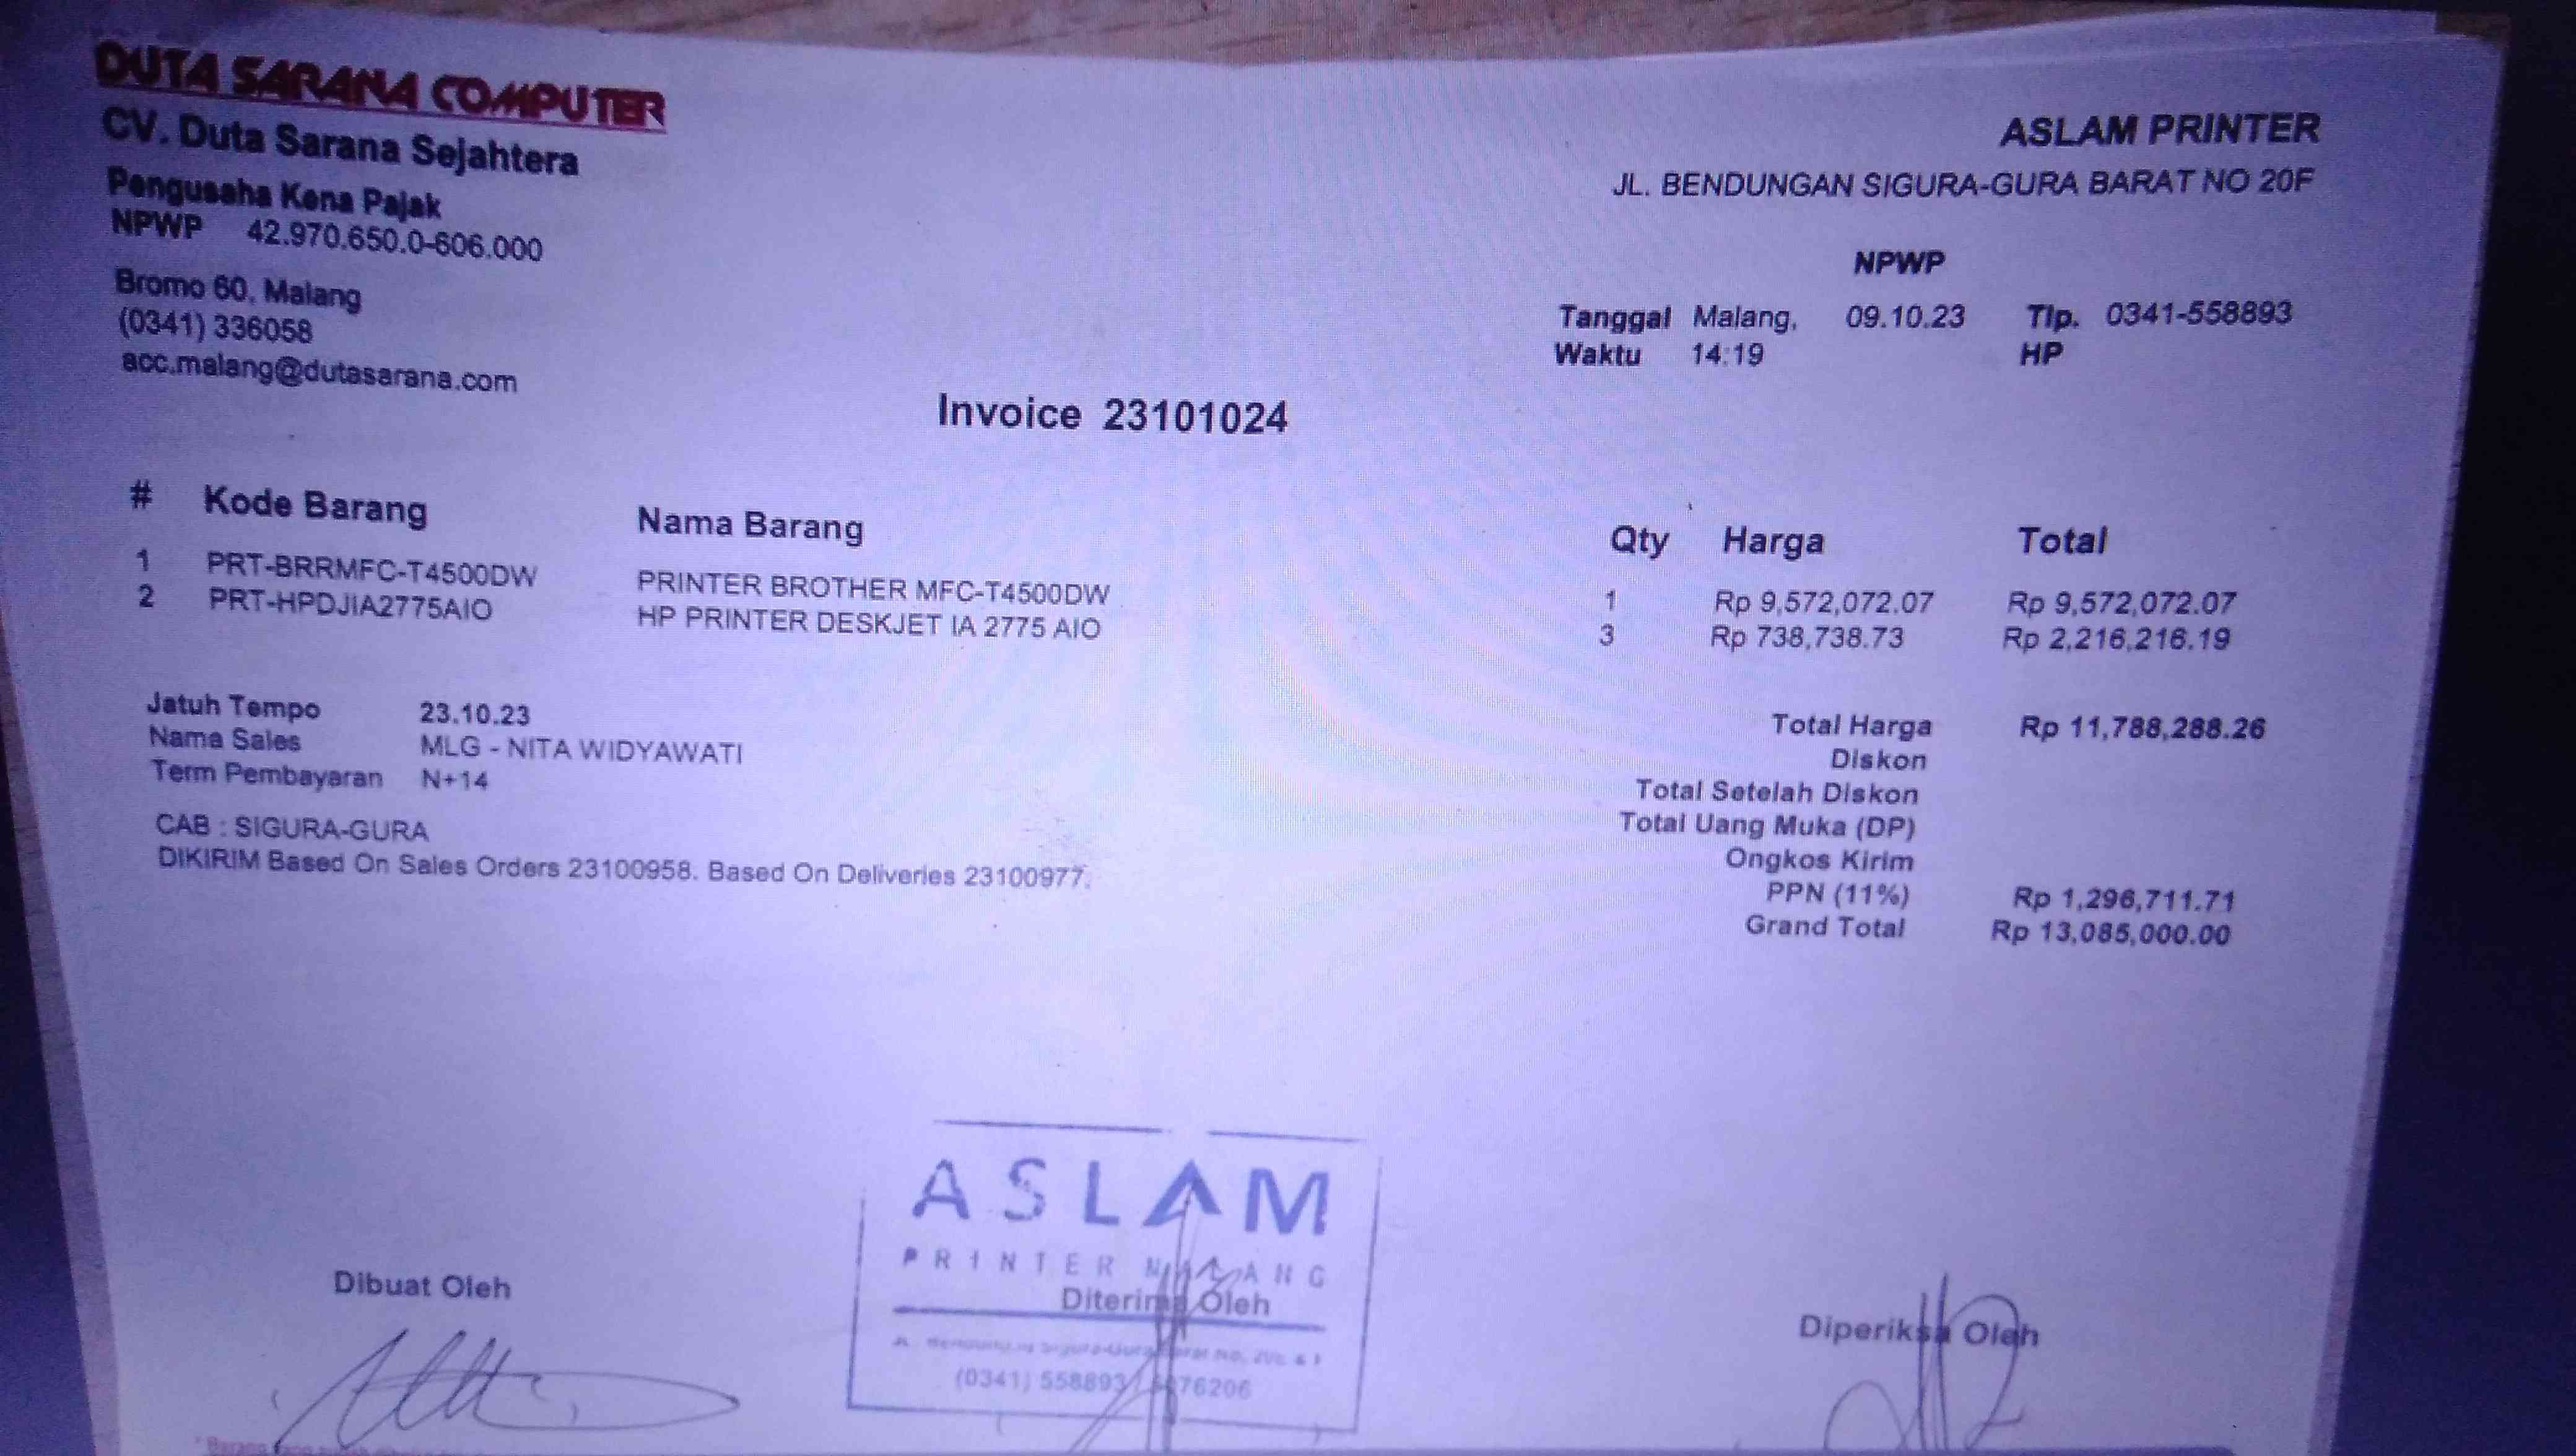 DUTA SARANA COMPUTER
CV. Duta Sarana Sejahtera
Pengusaha Kena Pajak
NPWP 42.970.650.0-606.000
Bromo 60, Malang
(0341) 336058
acc.malang@dutasarana.com
ASLAM PRINTER
JL. BENDUNGAN SIGURA-GURA BARAT NO 20F
NPWP
Tanggal Malang, 09.10.23 Tlp. 0341-558893
Waktu 14:19 HP
Invoice 23101024
# Kode Barang Nama Barang Qty Harga Total
1 PRT-BRRMFC-T4500DW PRINTER BROTHER MFC-T4500DW 1 Rp 9,572,072.07 Rp 9,572,072.07
2 PRT-HPDJIA2775AIO HP PRINTER DESKJET IA 2775 AIO 3 Rp 738,738.73 Rp 2,216,216.19
Jatuh Tempo 23.10.23
Nama Sales MLG - NITA WIDYAWATI
Term Pembayaran N+14
CAB : SIGURA-GURA
DIKIRIM Based On Sales Orders 23100958. Based On Deliveries 23100977.
Total Harga Rp 11,788,288.26
Diskon
Total Setelah Diskon
Total Uang Muka (DP)
Ongkos Kirim
PPN (11%) Rp 1,296,711.71
Grand Total Rp 13,085,000.00
ASLAM
PRINTER MALANG
Dibuat Oleh
Diterima Oleh
Diperiksa Oleh
(0341) 558893